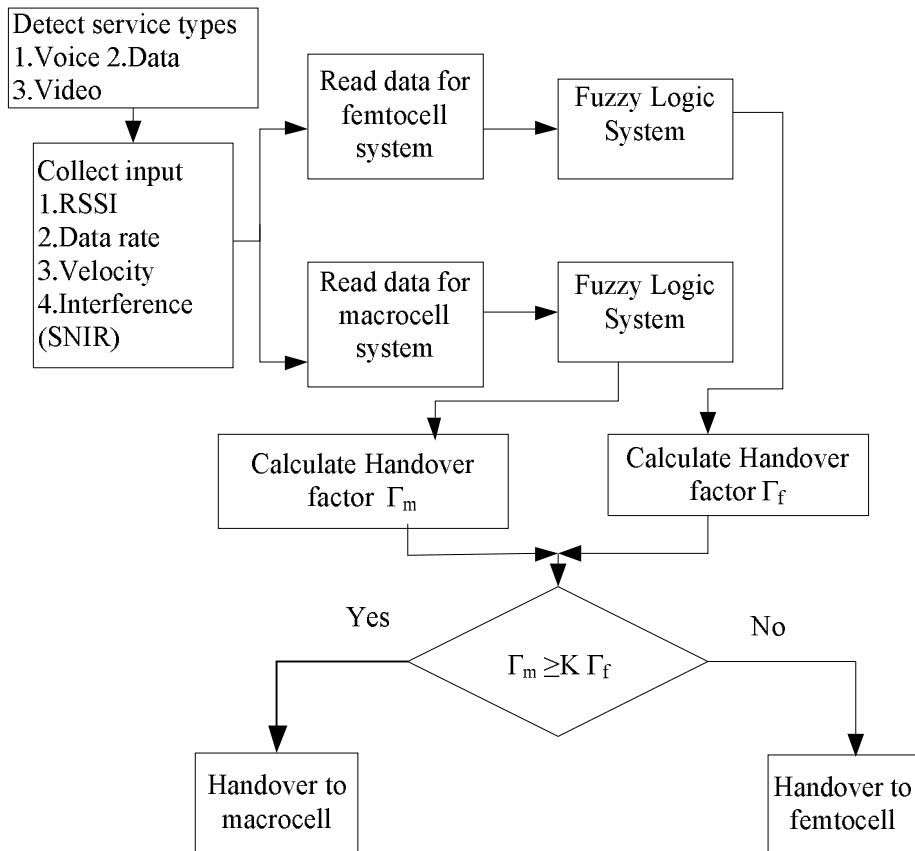 Detect service types
1.Voice 2.Data
3.Video
Collect input
1.RSSI
2.Data rate
3.Velocity
4.Interference
(SNIR)
Read data for
femtocell
system
Fuzzy Logic
System
Read data for
macrocell
system
Fuzzy Logic
System
Calculate Handover
factor Γm
Calculate Handover
factor Γf
Yes
No
Γm ≥K Γf
Handover to
macrocell
Handover to
femtocell